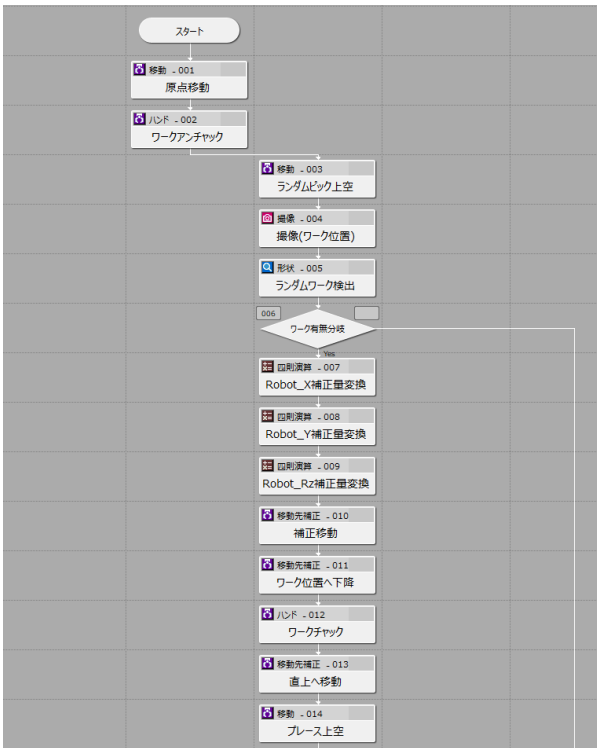 スタート
移動 - 001
原点移動
ハンド - 002
ワークアンチャック
移動 - 003
ランダムピック上空
撮像 - 004
撮像(ワーク位置)
形状 - 005
ランダムワーク検出
006
ワーク有無分岐
Yes
四則演算 - 007
Robot_X補正量変換
四則演算 - 008
Robot_Y補正量変換
四則演算 - 009
Robot_Rz補正量変換
移動先補正 - 010
補正移動
移動先補正 - 011
ワーク位置へ下降
ハンド - 012
ワークチャック
移動先補正 - 013
直上へ移動
移動 - 014
プレース上空